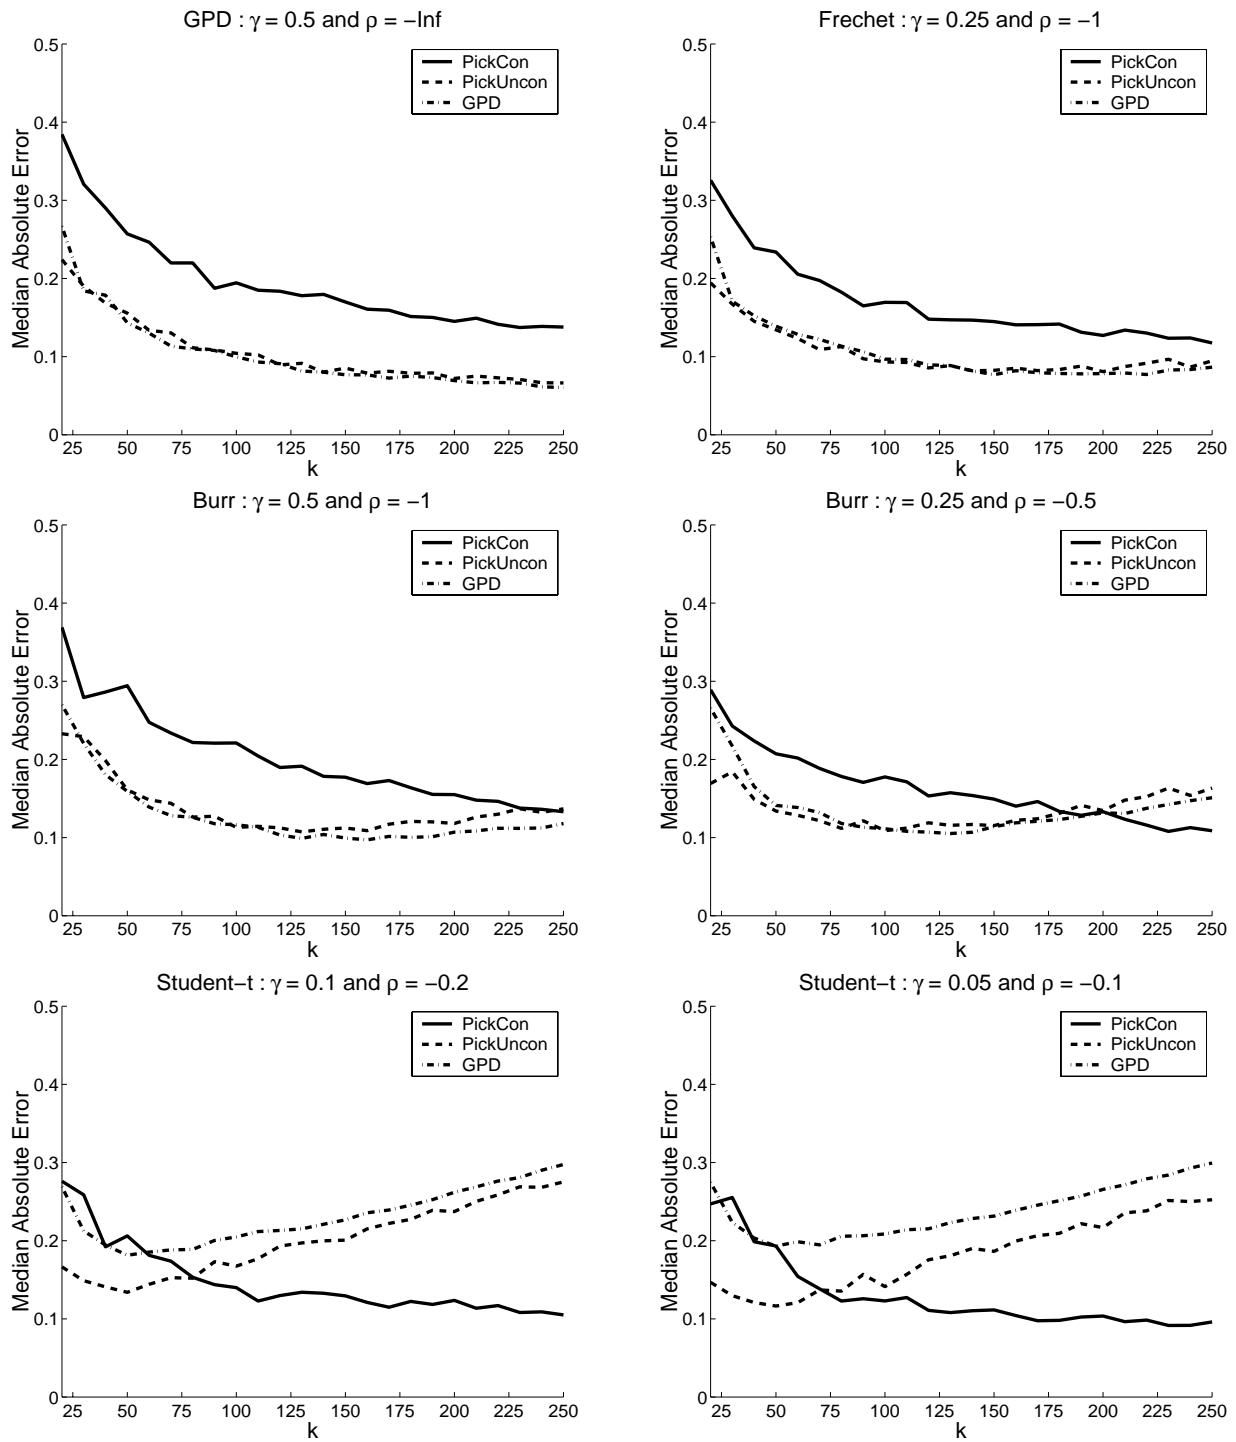 GPD : γ = 0.5 and ρ = −Inf
0.5
0.4
0.3
0.2
0.1
0
Median Absolute Error
PickCon
PickUncon
GPD
25 50 75 100 125 150 175 200 225 250
k
Frechet : γ = 0.25 and ρ = −1
0.5
0.4
0.3
0.2
0.1
0
Median Absolute Error
PickCon
PickUncon
GPD
25 50 75 100 125 150 175 200 225 250
k
Burr : γ = 0.5 and ρ = −1
0.5
0.4
0.3
0.2
0.1
0
Median Absolute Error
PickCon
PickUncon
GPD
25 50 75 100 125 150 175 200 225 250
k
Burr : γ = 0.25 and ρ = −0.5
0.5
0.4
0.3
0.2
0.1
0
Median Absolute Error
PickCon
PickUncon
GPD
25 50 75 100 125 150 175 200 225 250
k
Student−t : γ = 0.1 and ρ = −0.2
0.5
0.4
0.3
0.2
0.1
0
Median Absolute Error
PickCon
PickUncon
GPD
25 50 75 100 125 150 175 200 225 250
k
Student−t : γ = 0.05 and ρ = −0.1
0.5
0.4
0.3
0.2
0.1
0
Median Absolute Error
PickCon
PickUncon
GPD
25 50 75 100 125 150 175 200 225 250
k